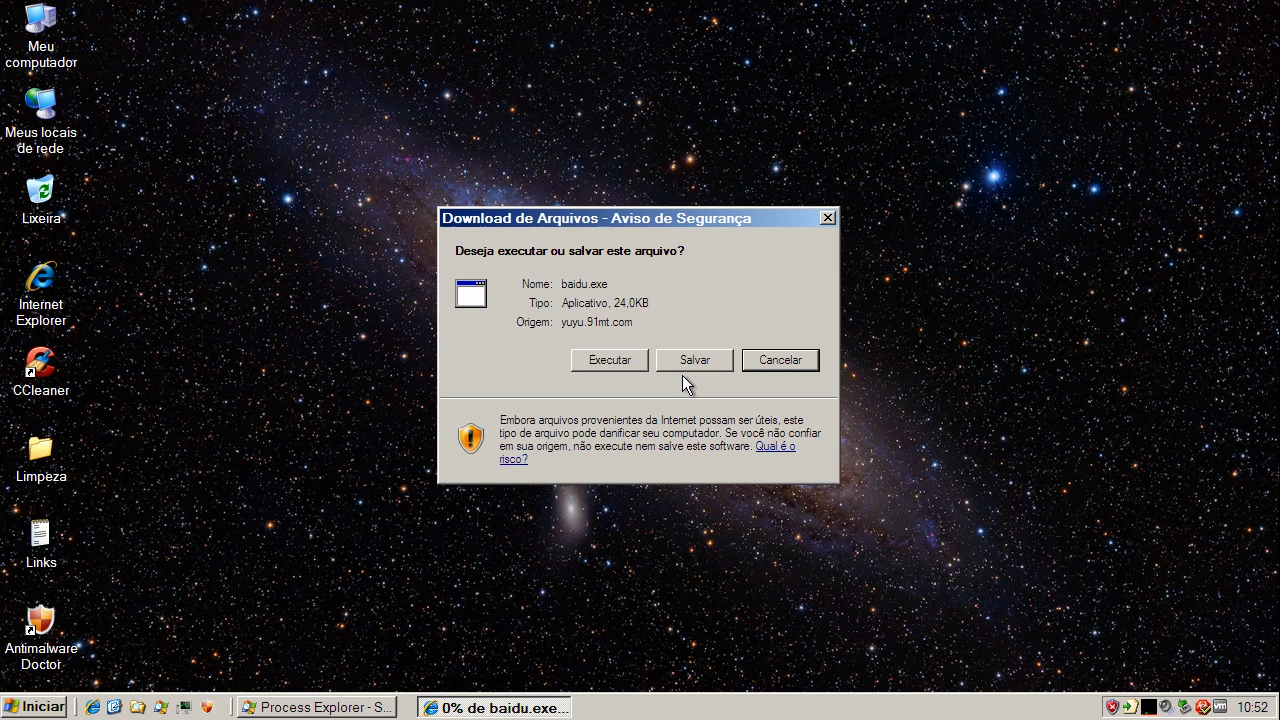 Meu
computador
Meus locais
de rede
Lixeira
Internet
Explorer
CCleaner
Limpeza
Links
Antimalware
Doctor
Download de Arquivos - Aviso de Segurança
Deseja executar ou salvar este arquivo?
Nome: baidu.exe
Tipo: Aplicativo, 24.0KB
Origem: yuyu.91mt.com
Executar Salvar Cancelar
Embora arquivos provenientes da Internet possam ser úteis, este
tipo de arquivo pode danificar seu computador. Se você não confiar
em sua origem, não execute nem salve este software. Qual é o
risco?
Iniciar Process Explorer - S... 0% de baidu.exe... vm 10:52